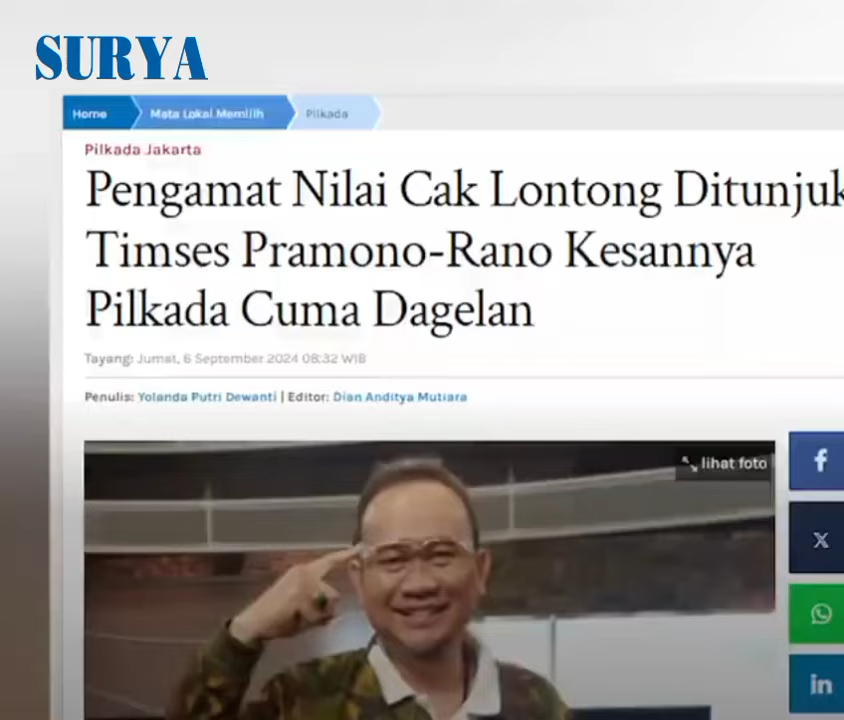 SURYA
Home Mata Lokal Memilih Pilkada
Pilkada Jakarta
Pengamat Nilai Cak Lontong Ditunjuk
Timses Pramono-Rano Kesannya
Pilkada Cuma Dagelan
Tayang: Jumat, 6 September 2024 08:32 WIB
Penulis: Yolanda Putri Dewanti | Editor: Dian Anditya Mutiara
lihat foto